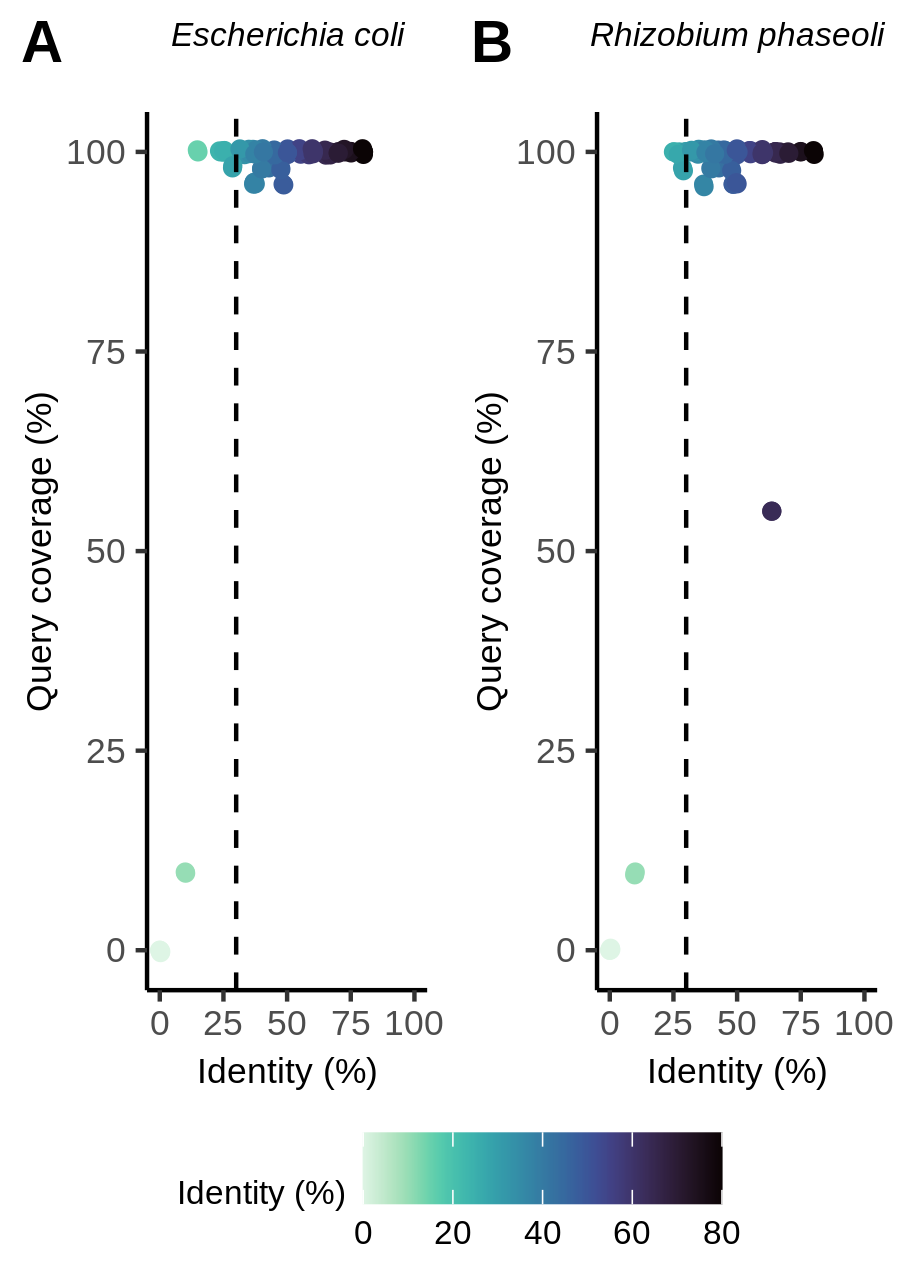 A
Escherichia coli
B
Rhizobium phaseoli
Query coverage (%)
100
75
50
25
0
0 25 50 75 100
Identity (%)
Query coverage (%)
100
75
50
25
0
0 25 50 75 100
Identity (%)
Identity (%)
0 20 40 60 80